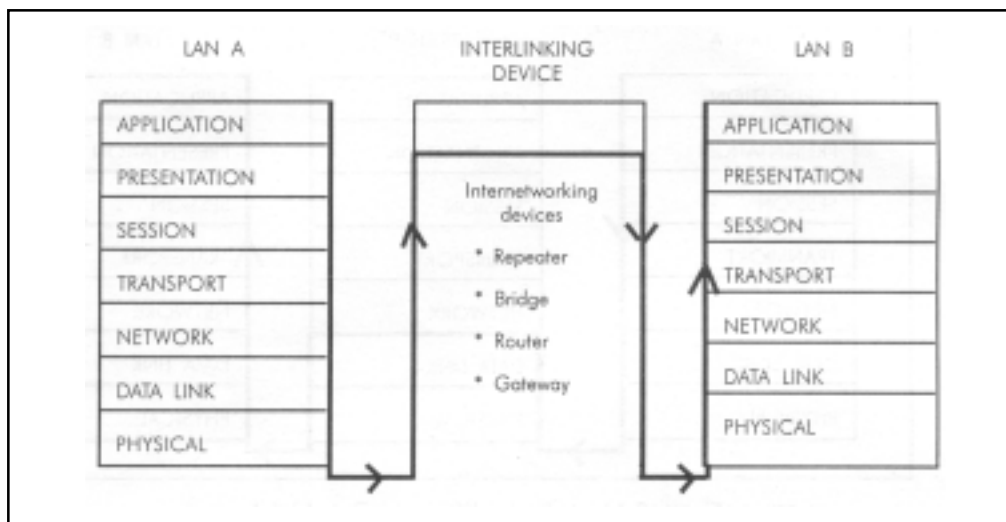 LAN A
INTERLINKING
DEVICE
LAN B
APPLICATION
PRESENTATION
SESSION
TRANSPORT
NETWORK
DATA LINK
PHYSICAL
Internetworking
devices
* Repeater
* Bridge
* Router
* Gateway
APPLICATION
PRESENTATION
SESSION
TRANSPORT
NETWORK
DATA LINK
PHYSICAL